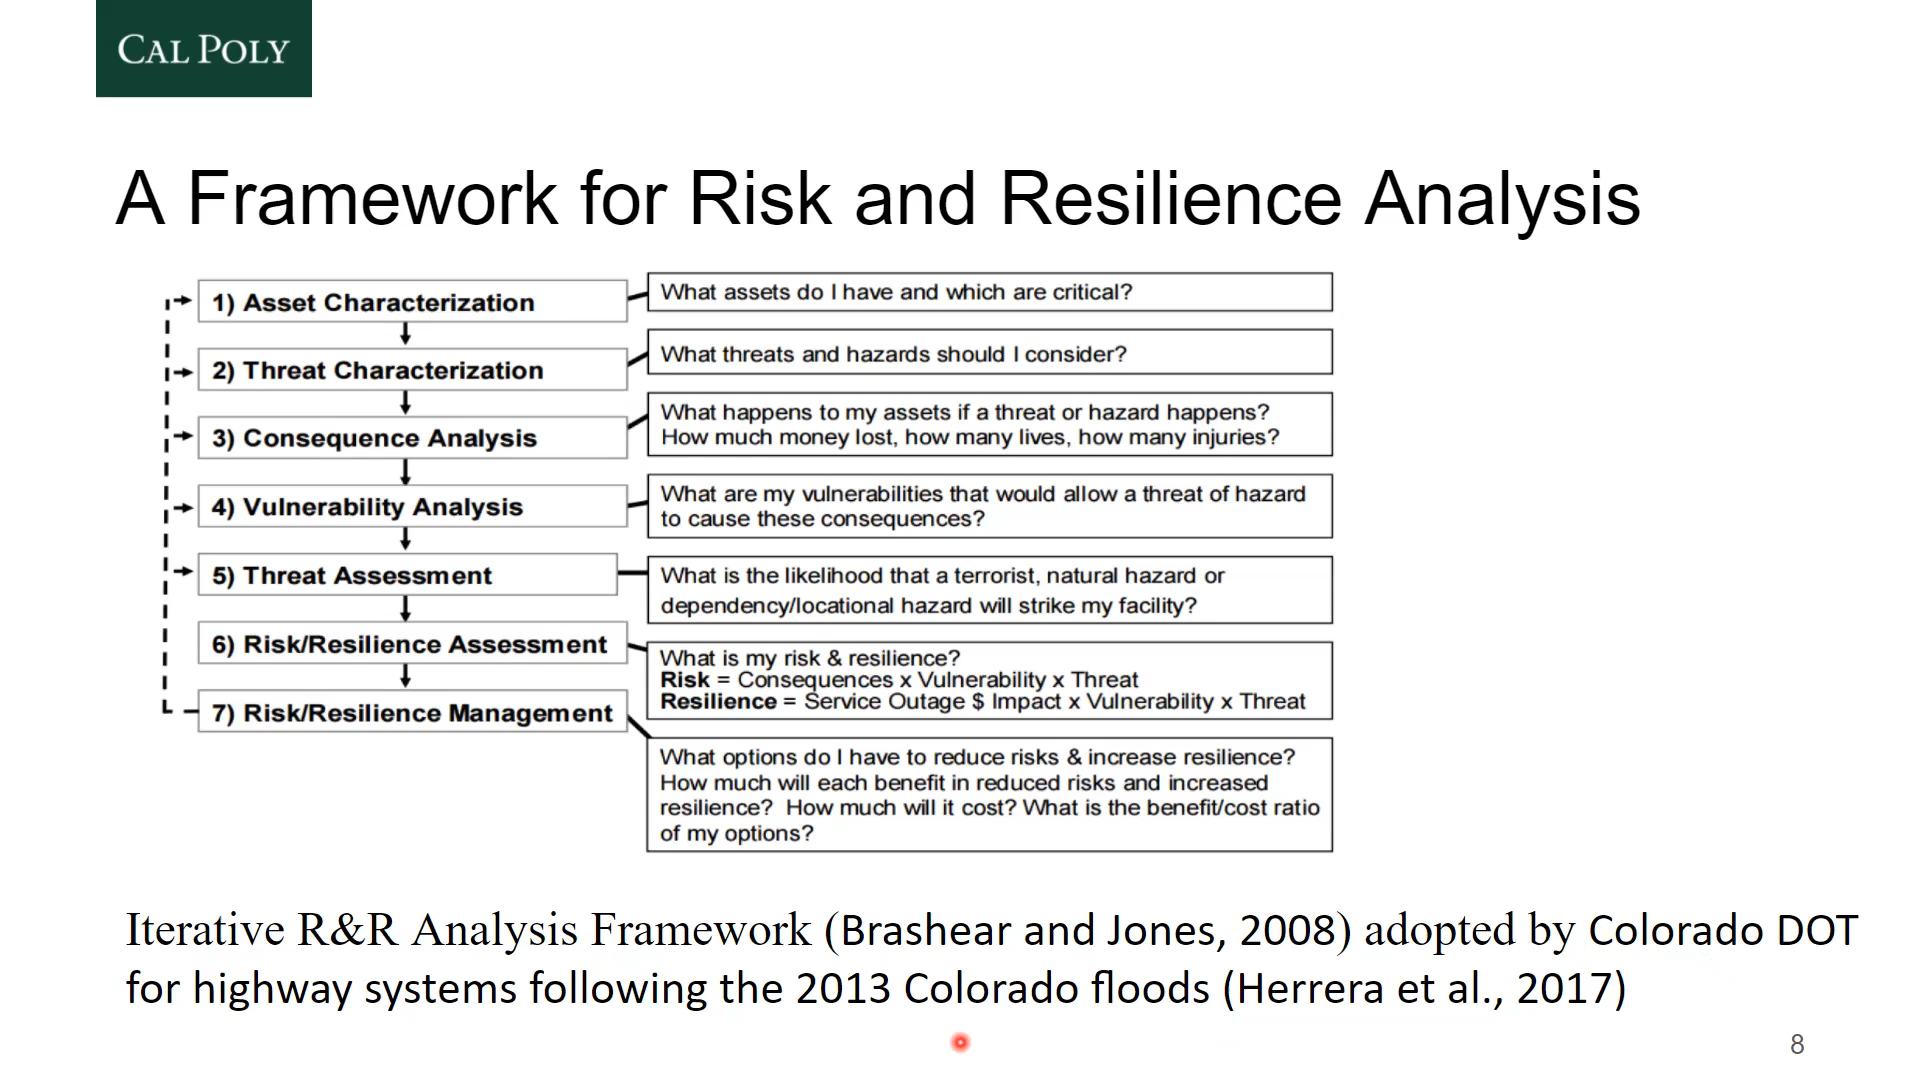 CAL POLY
A Framework for Risk and Resilience Analysis
1) Asset Characterization
What assets do I have and which are critical?
2) Threat Characterization
What threats and hazards should I consider?
3) Consequence Analysis
What happens to my assets if a threat or hazard happens?
How much money lost, how many lives, how many injuries?
4) Vulnerability Analysis
What are my vulnerabilities that would allow a threat of hazard
to cause these consequences?
5) Threat Assessment
What is the likelihood that a terrorist, natural hazard or
dependency/locational hazard will strike my facility?
6) Risk/Resilience Assessment
What is my risk & resilience?
Risk = Consequences x Vulnerability x Threat
Resilience = Service Outage $ Impact x Vulnerability x Threat
7) Risk/Resilience Management
What options do I have to reduce risks & increase resilience?
How much will each benefit in reduced risks and increased
resilience? How much will it cost? What is the benefit/cost ratio
of my options?
Iterative R&R Analysis Framework (Brashear and Jones, 2008) adopted by Colorado DOT
for highway systems following the 2013 Colorado floods (Herrera et al., 2017)
8